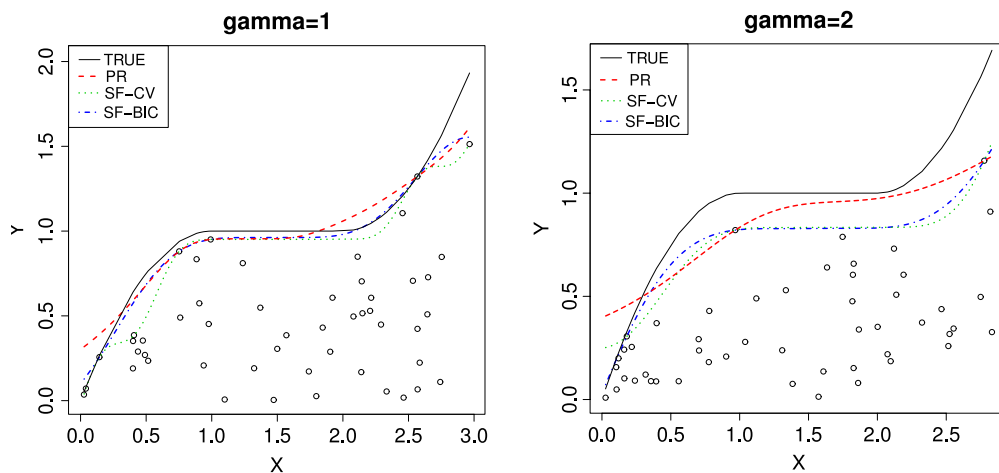 gamma=1
TRUE
PR
SF-CV
SF-BIC
Y
2.0
1.5
1.0
0.5
0.0
0.0 0.5 1.0 1.5 2.0 2.5 3.0
X
gamma=2
TRUE
PR
SF-CV
SF-BIC
Y
1.5
1.0
0.5
0.0
0.0 0.5 1.0 1.5 2.0 2.5
X